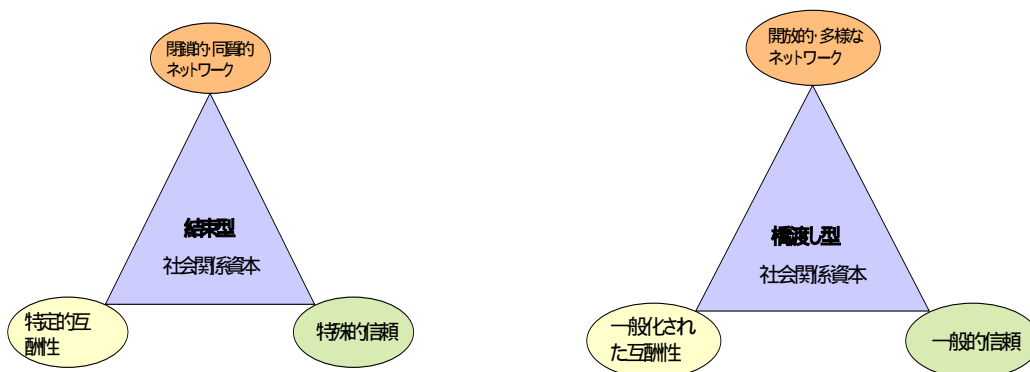 閉鎖的・同質的
ネットワーク
結束型
社会関係資本
特定的互
酬性
特殊的信頼
開放的・多様な
ネットワーク
橋渡し型
社会関係資本
一般化され
た互酬性
一般的信頼